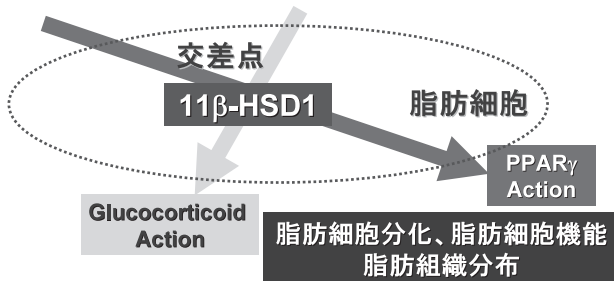 交差点
11β-HSD1
脂肪細胞
PPARγ
Action
Glucocorticoid
Action
脂肪細胞分化、脂肪細胞機能
脂肪組織分布